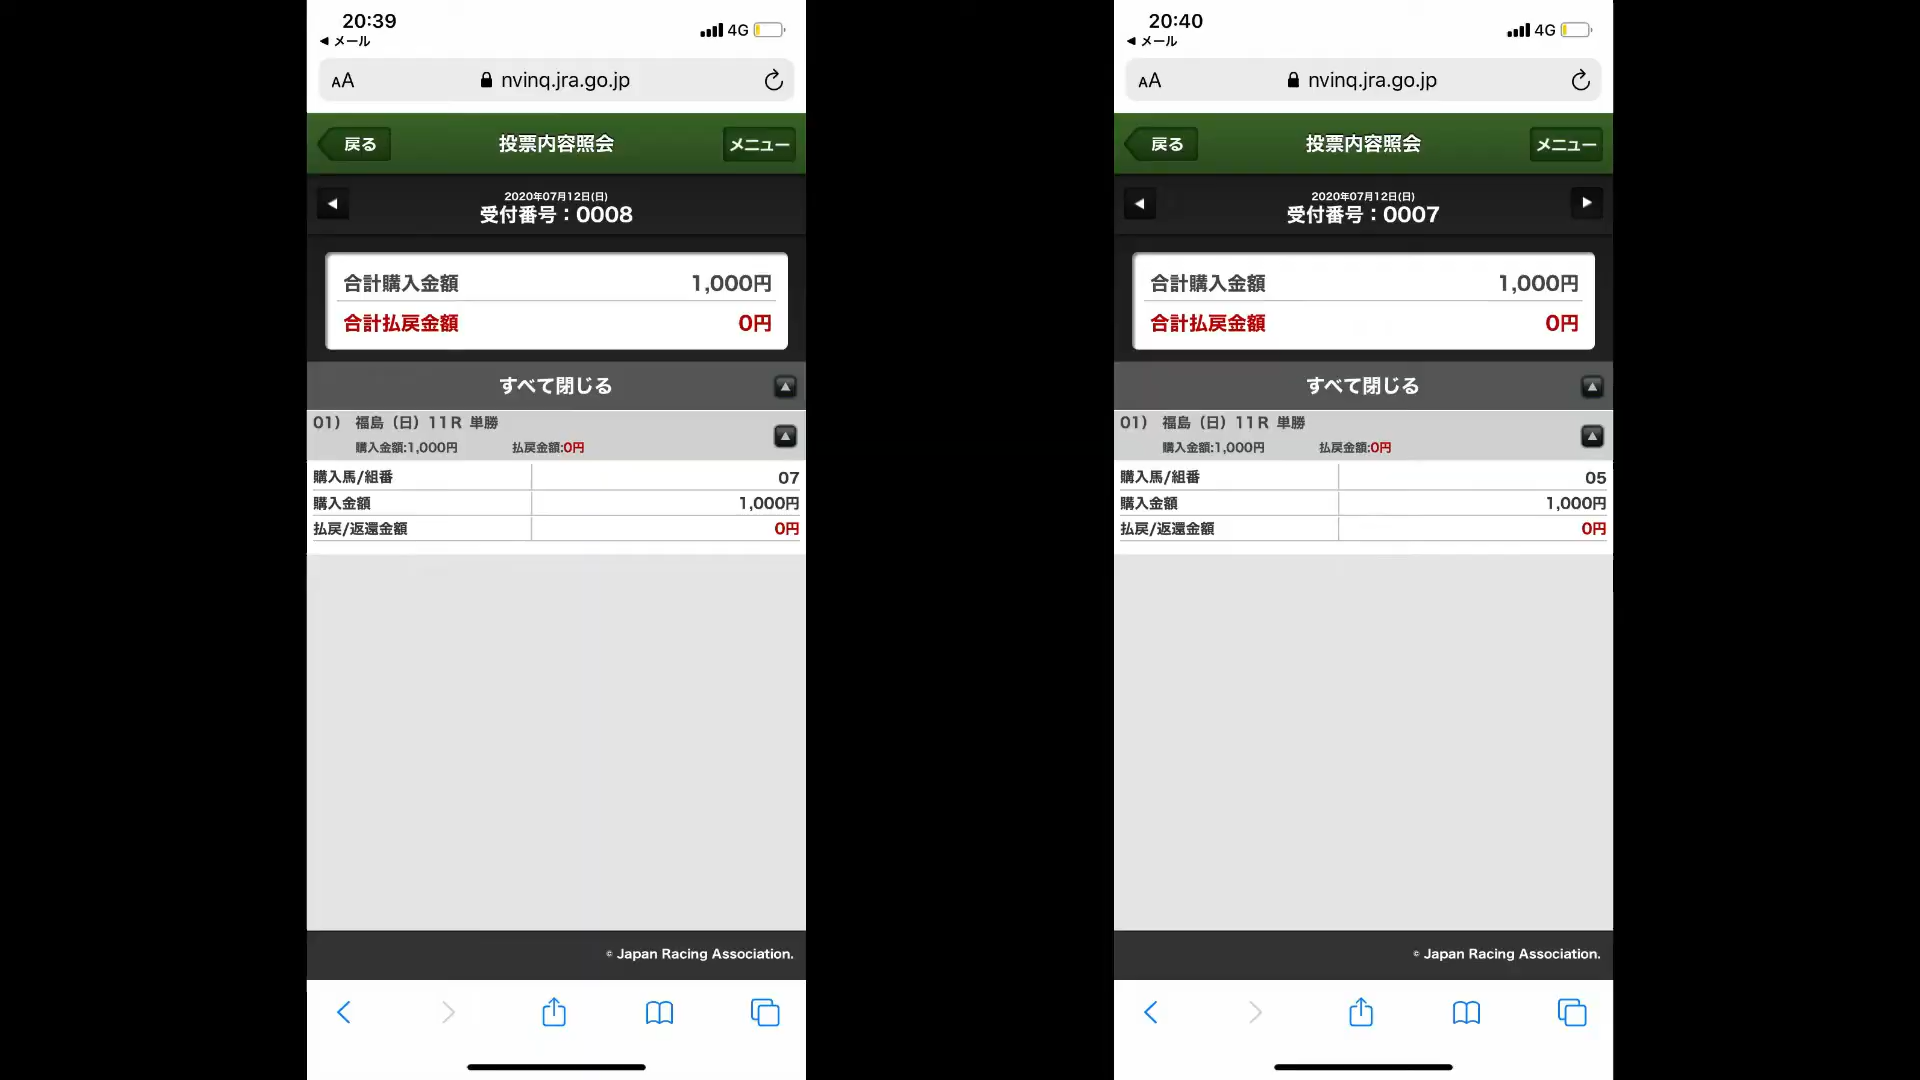 20:39
4G
◀ メール
AA
nvinq.jra.go.jp
戻る
投票内容照会
メニュー
◀
2020年07月12日(日)
受付番号：0008
合計購入金額 1,000円
合計払戻金額 0円
すべて閉じる
01） 福島（日）11R 単勝
購入金額:1,000円 払戻金額:0円
購入馬/組番 07
購入金額 1,000円
払戻/返還金額 0円
© Japan Racing Association.
20:40
4G
◀ メール
AA
nvinq.jra.go.jp
戻る
投票内容照会
メニュー
◀
▶
2020年07月12日(日)
受付番号：0007
合計購入金額 1,000円
合計払戻金額 0円
すべて閉じる
01） 福島（日）11R 単勝
購入金額:1,000円 払戻金額:0円
購入馬/組番 05
購入金額 1,000円
払戻/返還金額 0円
© Japan Racing Association.